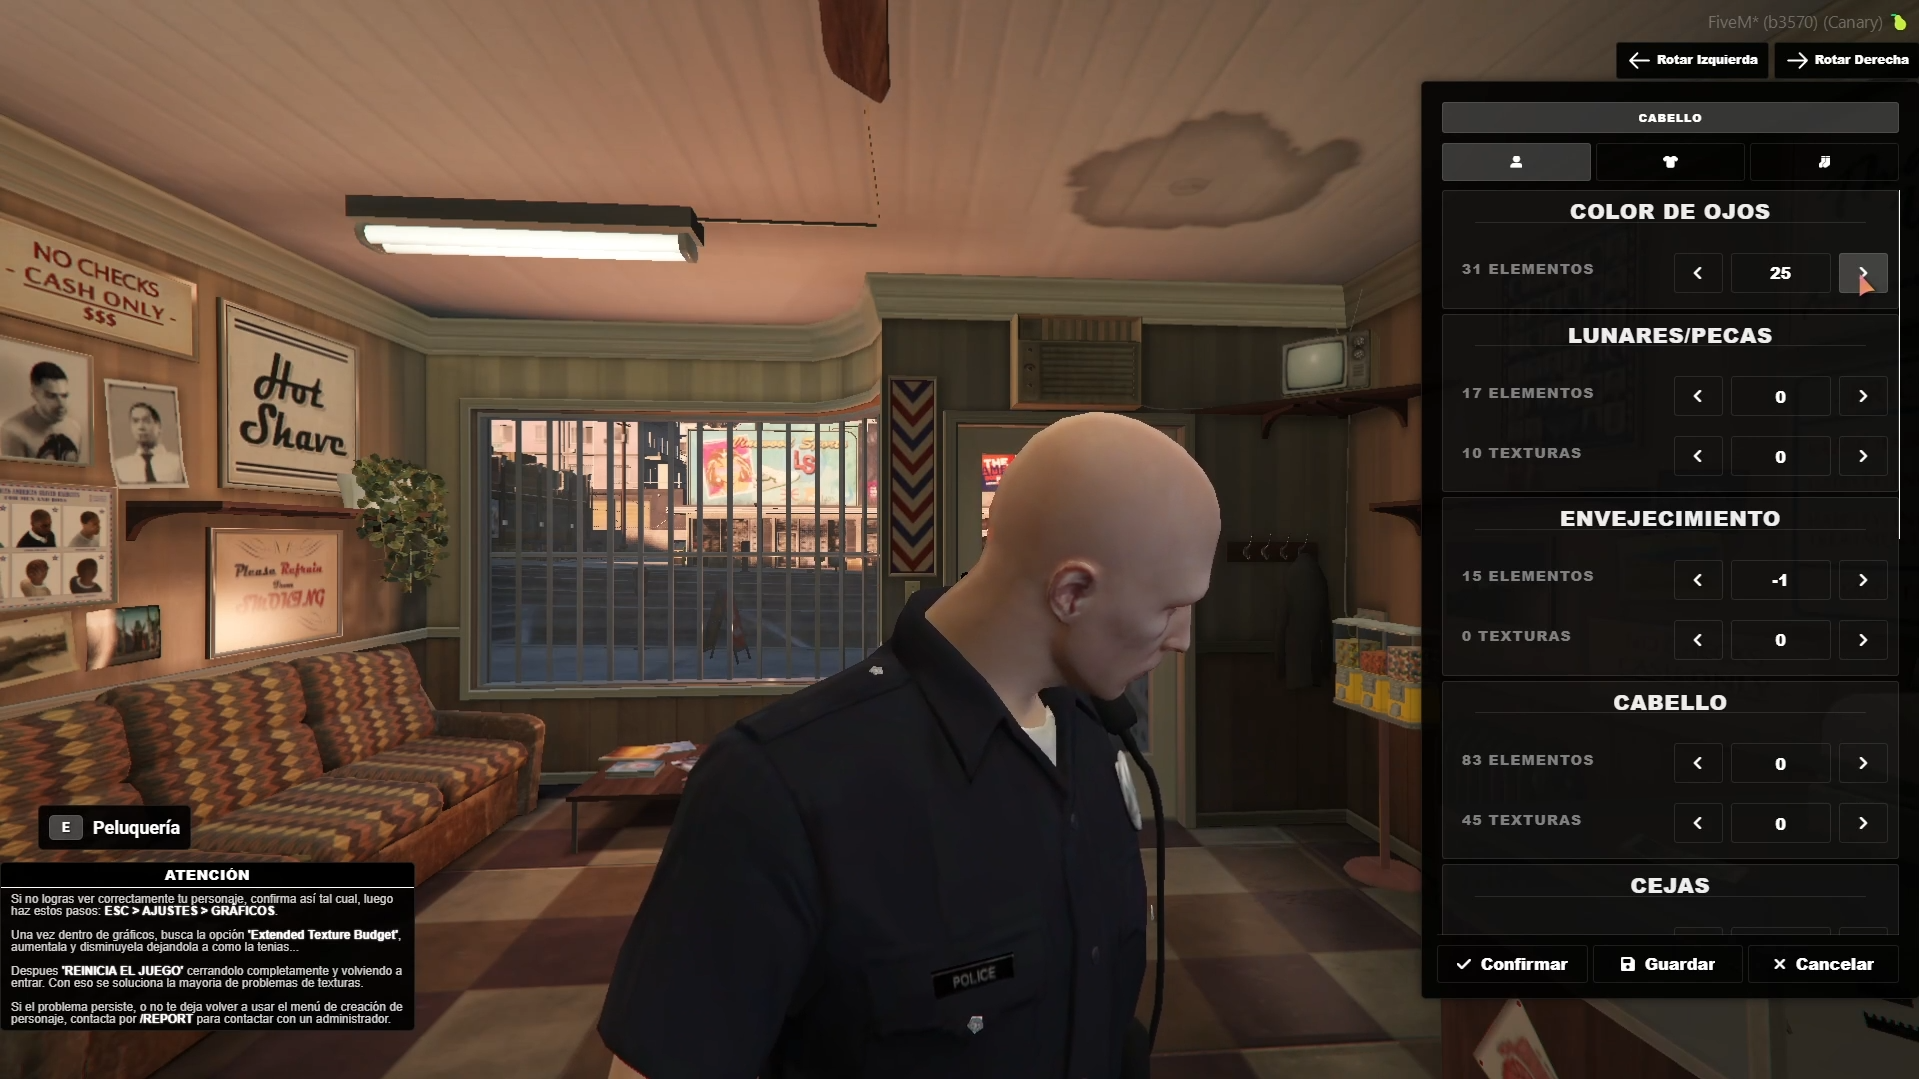 FiveM* (b3570) (Canary)
Rotar Izquierda
Rotar Derecha
CABELLO
COLOR DE OJOS
31 ELEMENTOS
25
LUNARES/PECAS
17 ELEMENTOS
0
10 TEXTURAS
0
ENVEJECIMIENTO
15 ELEMENTOS
-1
0 TEXTURAS
0
CABELLO
83 ELEMENTOS
0
45 TEXTURAS
0
CEJAS
Confirmar
Guardar
Cancelar
NO CHECKS
- CASH ONLY -
$$$
Hot
Shave
Please Refrain
From
SMOKING
POLICE
E Peluquería
ATENCIÓN
Si no logras ver correctamente tu personaje, confirma así tal cual, luego
haz estos pasos: ESC > AJUSTES > GRÁFICOS.
Una vez dentro de gráficos, busca la opción 'Extended Texture Budget',
aumentala y disminuyela dejandola a como la tenias...
Despues 'REINICIA EL JUEGO' cerrandolo completamente y volviendo a
entrar. Con eso se soluciona la mayoria de problemas de texturas.
Si el problema persiste, o no te deja volver a usar el menú de creación de
personaje, contacta por /REPORT para contactar con un administrador.